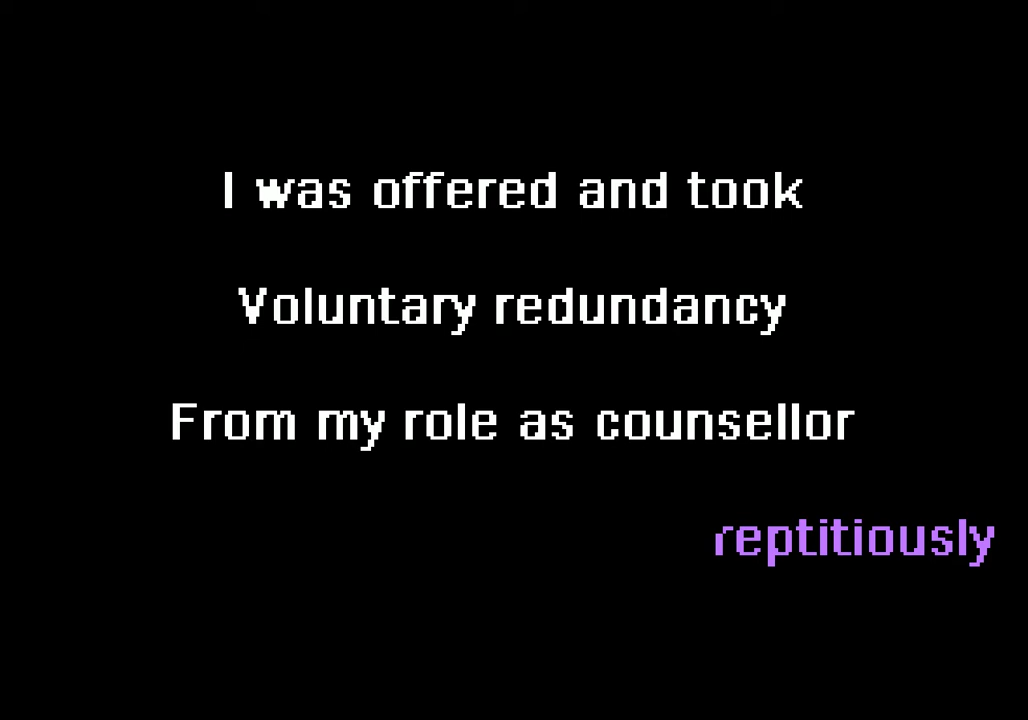 I was offered and took
Voluntary redundancy
From my role as counsellor
reptitiously